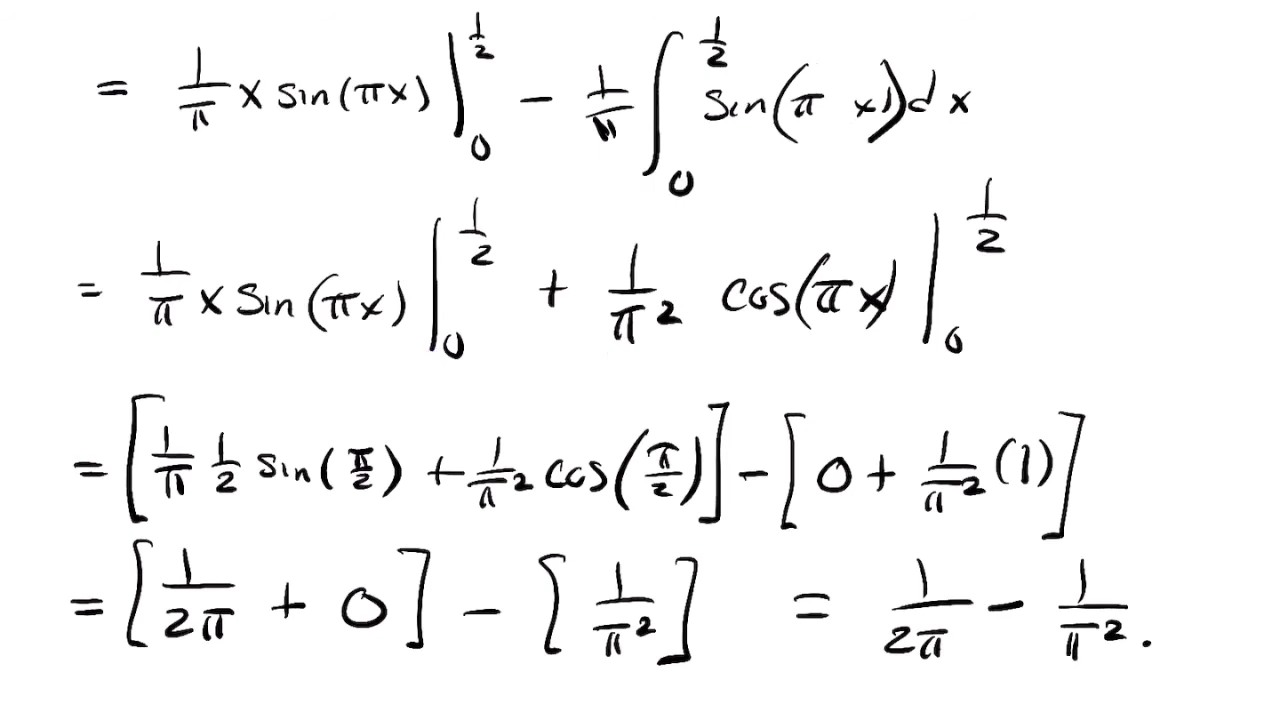 = 1/π x sin(πx) |_0^{1/2} − 1/π ∫_0^{1/2} sin(π x) dx
= 1/π x sin(πx) |_0^{1/2} + 1/π² cos(πx) |_0^{1/2}
= [1/π 1/2 sin(π/2) + 1/π² cos(π/2)] − [0 + 1/π² (1)]
= [1/2π + 0] − [1/π²] = 1/2π − 1/π².